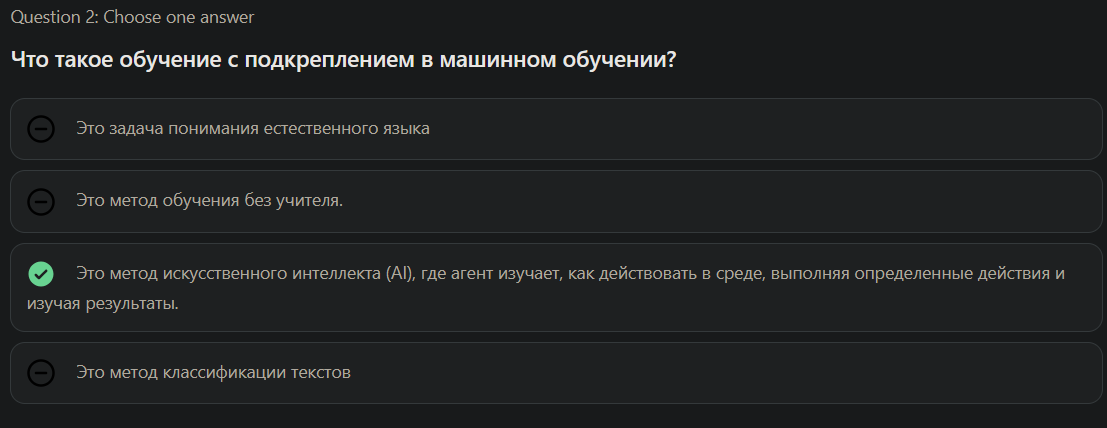 Question 2: Choose one answer
Что такое обучение с подкреплением в машинном обучении?
Это задача понимания естественного языка
Это метод обучения без учителя.
Это метод искусственного интеллекта (AI), где агент изучает, как действовать в среде, выполняя определенные действия и
изучая результаты.
Это метод классификации текстов